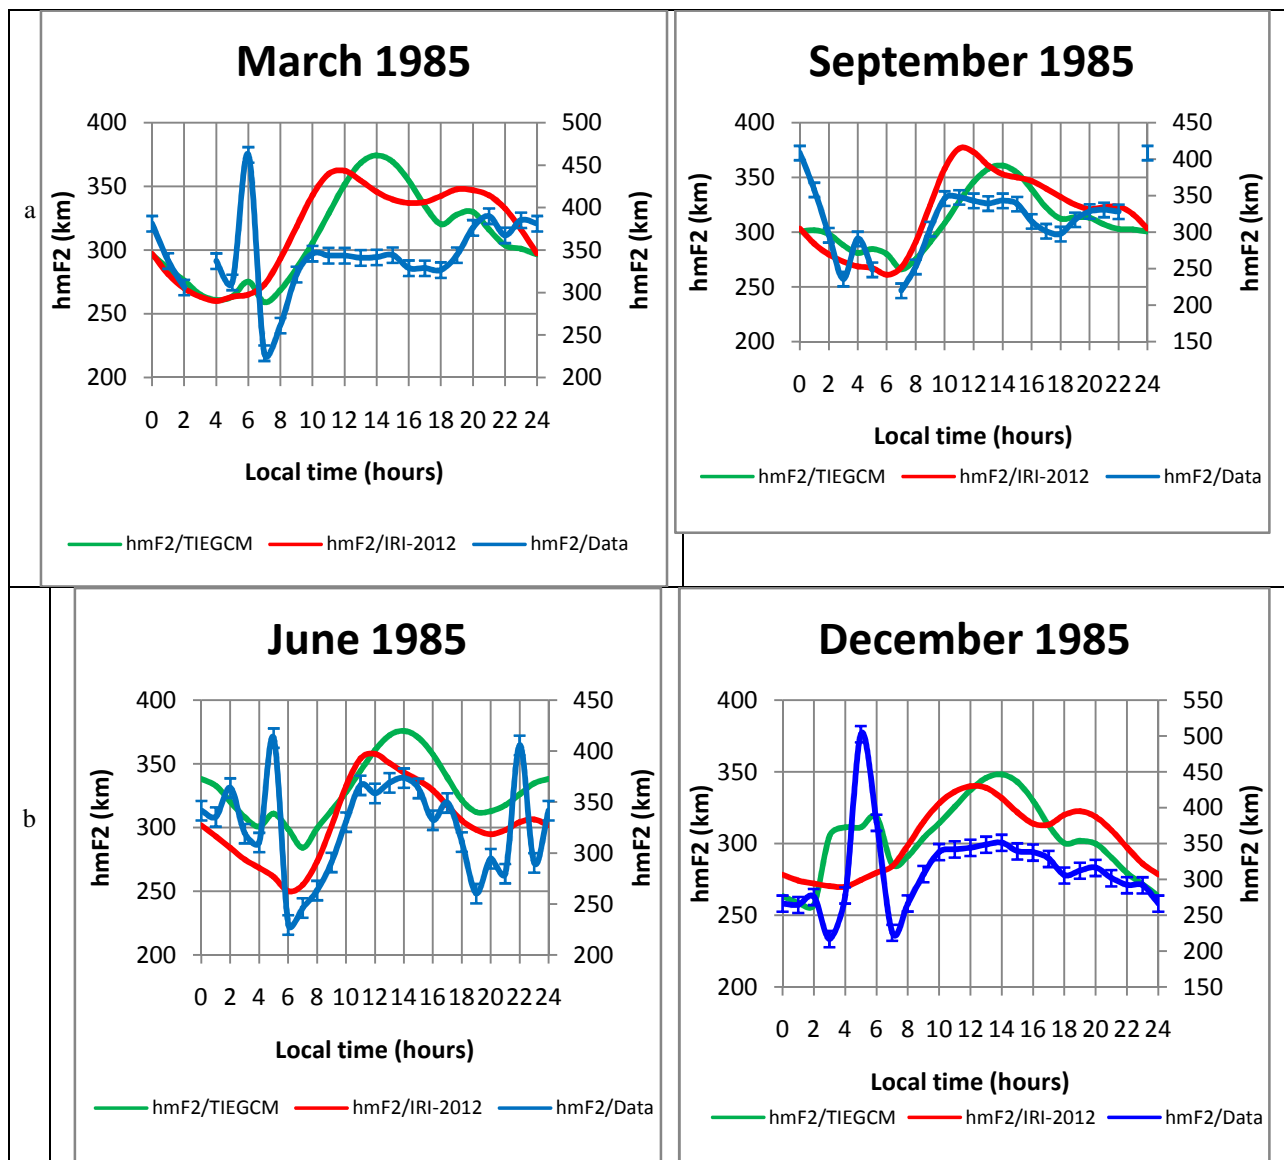 a
March 1985
400
350
300
250
200
500
450
400
350
300
250
200
hmF2 (km)
hmF2 (km)
0 2 4 6 8 10 12 14 16 18 20 22 24
Local time (hours)
hmF2/TIEGCM hmF2/IRI-2012 hmF2/Data
September 1985
400
350
300
250
200
450
400
350
300
250
200
150
hmF2 (km)
hmF2 (km)
0 2 4 6 8 10 12 14 16 18 20 22 24
Local time (hours)
hmF2/TIEGCM hmF2/IRI-2012 hmF2/Data
b
June 1985
400
350
300
250
200
450
400
350
300
250
200
hmF2 (km)
hmF2 (km)
0 2 4 6 8 10 12 14 16 18 20 22 24
Local time (hours)
hmF2/TIEGCM hmF2/IRI-2012 hmF2/Data
December 1985
400
350
300
250
200
550
500
450
400
350
300
250
200
150
hmF2 (km)
hmF2 (km)
0 2 4 6 8 10 12 14 16 18 20 22 24
Local time (hours)
hmF2/TIEGCM hmF2/IRI-2012 hmF2/Data